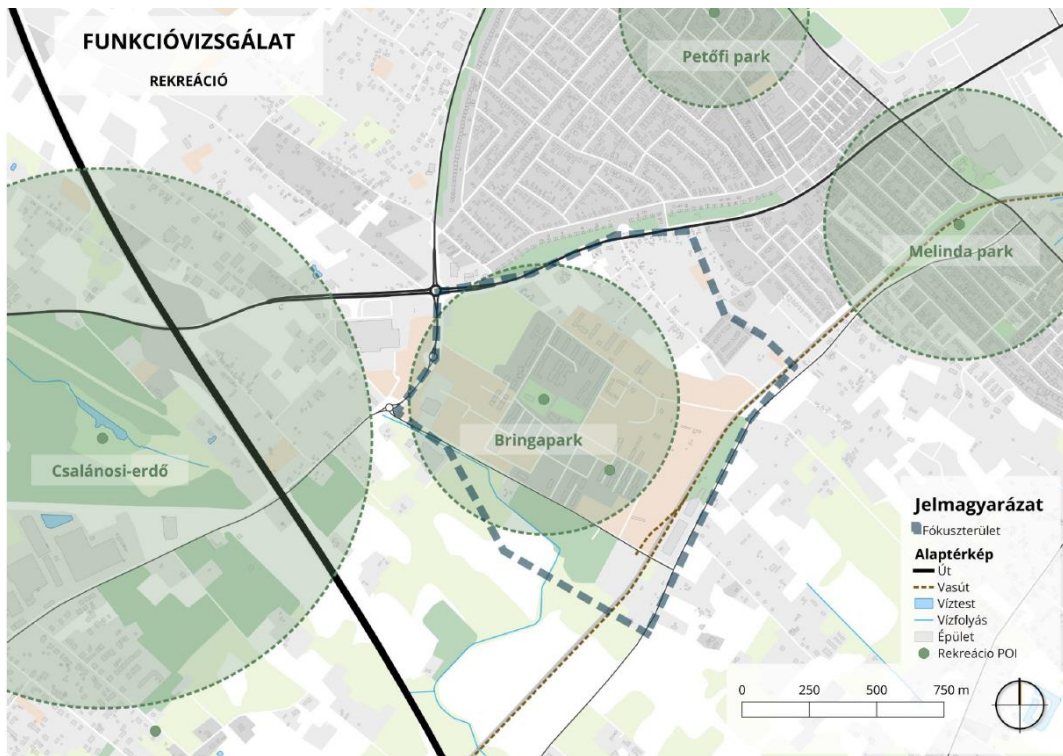 FUNKCIÓVIZSGÁLAT
REKREÁCIÓ
Petőfi park
Melinda park
Bringapark
Csalánosi-erdő
Jelmagyarázat
Fókuszterület
Alaptérkép
Út
Vasút
Víztest
Vízfolyás
Épület
Rekreácio POI
0 250 500 750 m